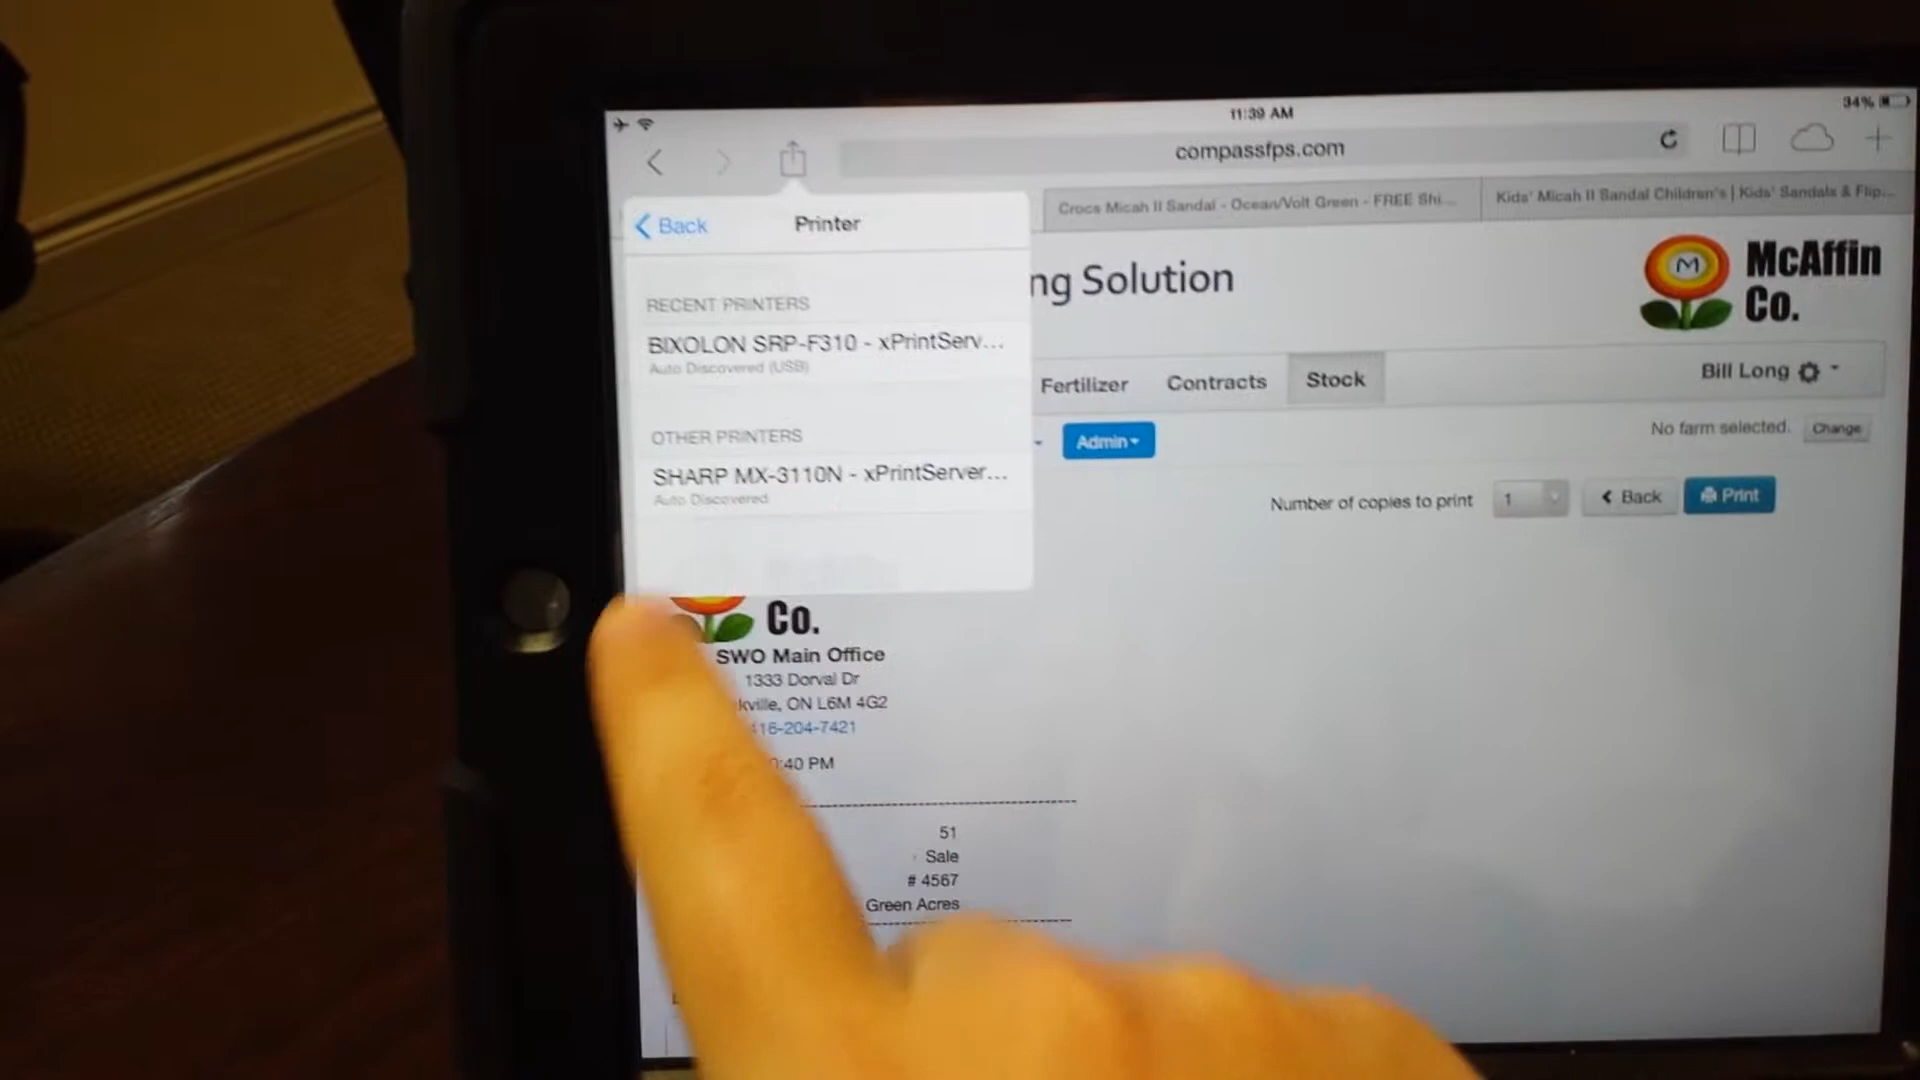 11:39 AM
34%
compassfps.com
Crocs Micah II Sandal - Ocean/Volt Green - FREE Shi...
Kids' Micah II Sandal Children's | Kids' Sandals & Flip...
Back
Printer
RECENT PRINTERS
BIXOLON SRP-F310 - xPrintServ...
Auto Discovered (USB)
OTHER PRINTERS
SHARP MX-3110N - xPrintServer...
Auto Discovered
ng Solution
M
McAffin
Co.
Fertilizer
Contracts
Stock
Bill Long
Admin
No farm selected.
Change
Number of copies to print
1
Back
Print
Co.
SWO Main Office
1333 Dorval Dr
kville, ON L6M 4G2
16-204-7421
:40 PM
51
Sale
# 4567
Green Acres